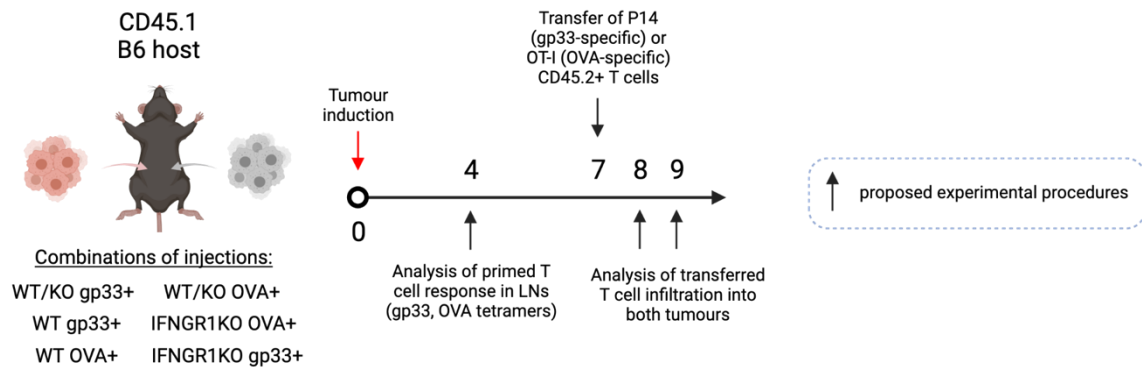 CD45.1
B6 host
Combinations of injections:
WT/KO gp33+ WT/KO OVA+
WT gp33+ IFNGR1KO OVA+
WT OVA+ IFNGR1KO gp33+
Tumour
induction
Transfer of P14
(gp33-specific) or
OT-I (OVA-specific)
CD45.2+ T cells
0 4 7 8 9
Analysis of primed T
cell response in LNs
(gp33, OVA tetramers)
Analysis of transferred
T cell infiltration into
both tumours
proposed experimental procedures